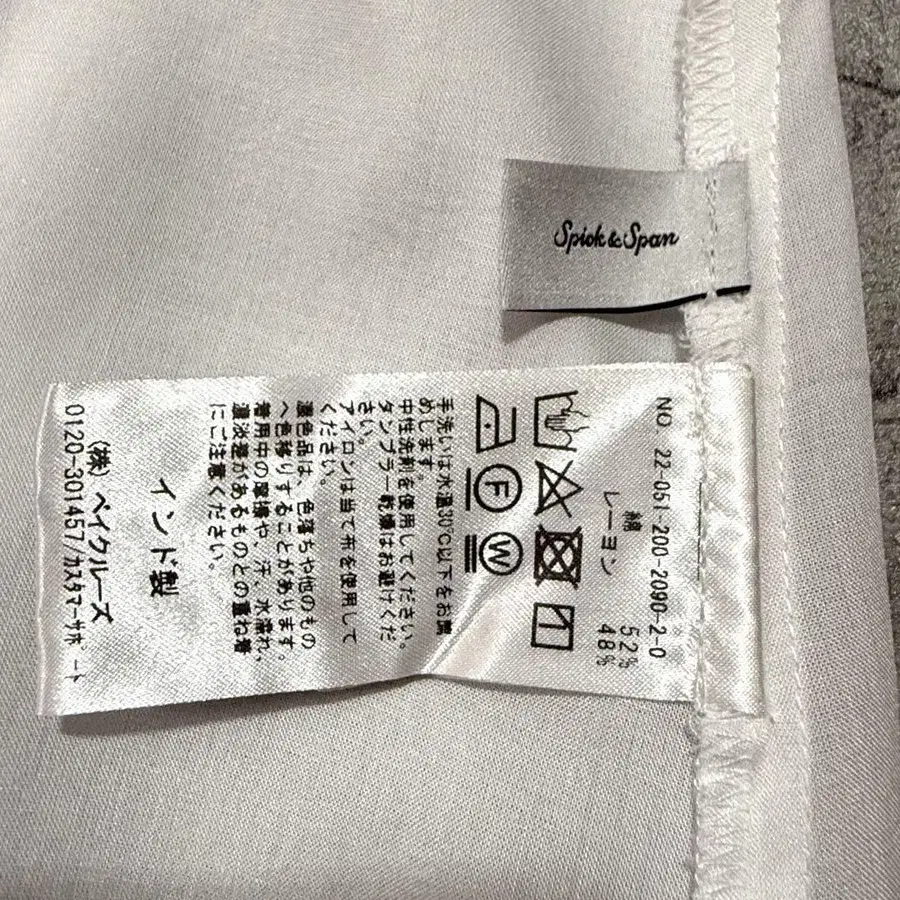 Spick & Span
NO. 22-051-200-2090-2-0
綿 52%
レーヨン 48%
F W
手洗いは水温30℃以下をお薦
めします。
中性洗剤を使用してください。
タンブラー乾燥はお避けくだ
さい。
アイロンは当て布を使用して
ください。
濃色品は、色落ちや他のもの
へ色移りすることがあります。
着用中の摩擦や、汗、水濡れ、
濃淡差があるものとの重ね着
にご注意ください。
インド製
(株)ベイクルーズ
0120-301457/カスタマーサポート